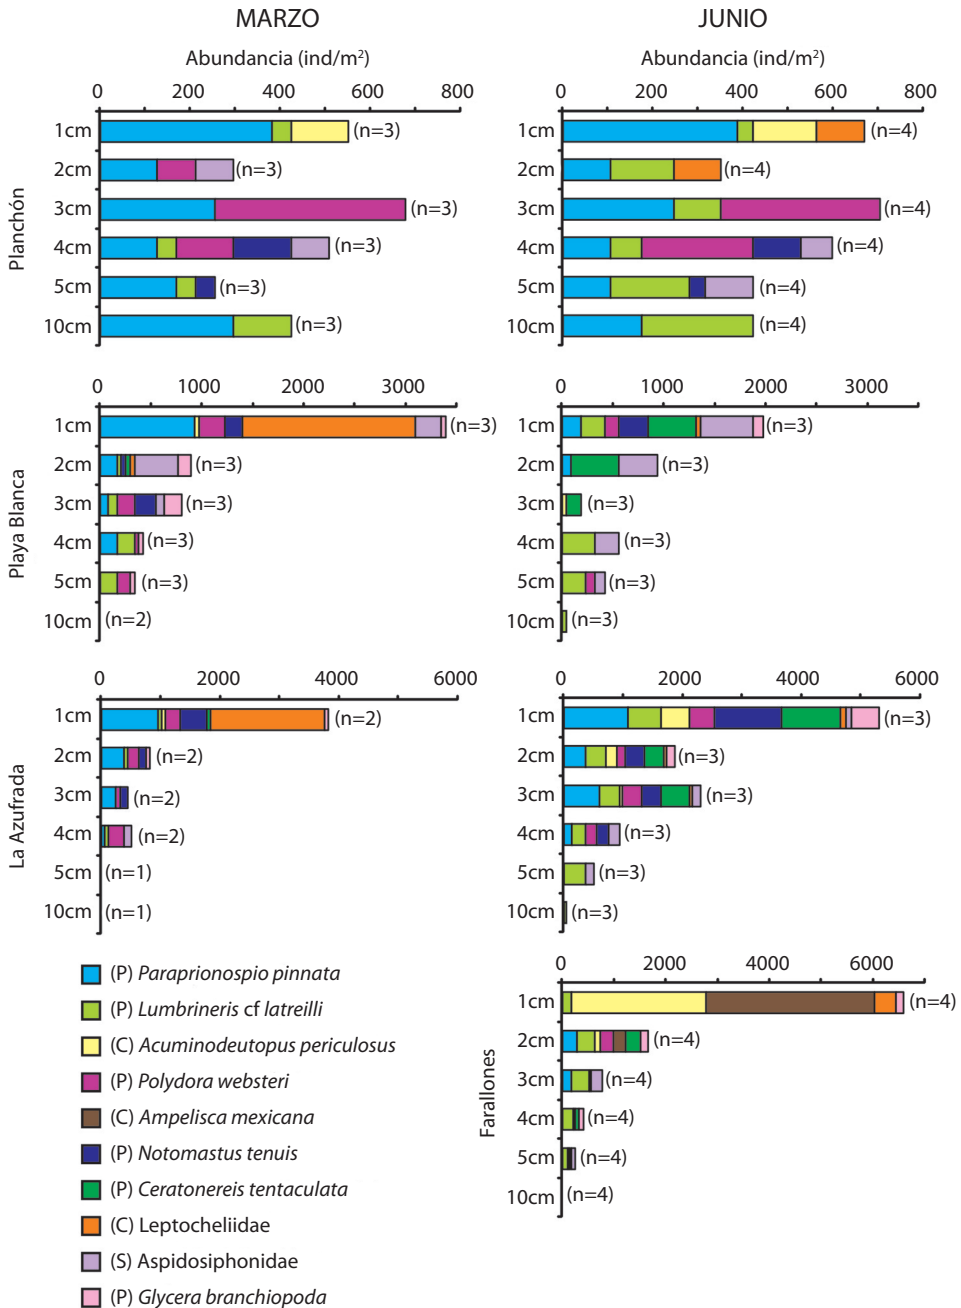 MARZO
JUNIO
Abundancia (ind/m²)
Abundancia (ind/m²)
0 200 400 600 800
0 200 400 600 800
Planchón
1cm (n=3)
2cm (n=3)
3cm (n=3)
4cm (n=3)
5cm (n=3)
10cm (n=3)
1cm (n=4)
2cm (n=4)
3cm (n=4)
4cm (n=4)
5cm (n=4)
10cm (n=4)
0 1000 2000 3000
0 1000 2000 3000
Playa Blanca
1cm (n=3)
2cm (n=3)
3cm (n=3)
4cm (n=3)
5cm (n=3)
10cm (n=2)
1cm (n=3)
2cm (n=3)
3cm (n=3)
4cm (n=3)
5cm (n=3)
10cm (n=3)
0 2000 4000 6000
0 2000 4000 6000
La Azufrada
1cm (n=2)
2cm (n=2)
3cm (n=2)
4cm (n=2)
5cm (n=1)
10cm (n=1)
1cm (n=3)
2cm (n=3)
3cm (n=3)
4cm (n=3)
5cm (n=3)
10cm (n=3)
0 2000 4000 6000
Farallones
1cm (n=4)
2cm (n=4)
3cm (n=4)
4cm (n=4)
5cm (n=4)
10cm (n=4)
(P) Paraprionospio pinnata
(P) Lumbrineris cf latreilli
(C) Acuminodeutopus periculosus
(P) Polydora websteri
(C) Ampelisca mexicana
(P) Notomastus tenuis
(P) Ceratonereis tentaculata
(C) Leptocheliidae
(S) Aspidosiphonidae
(P) Glycera branchiopoda